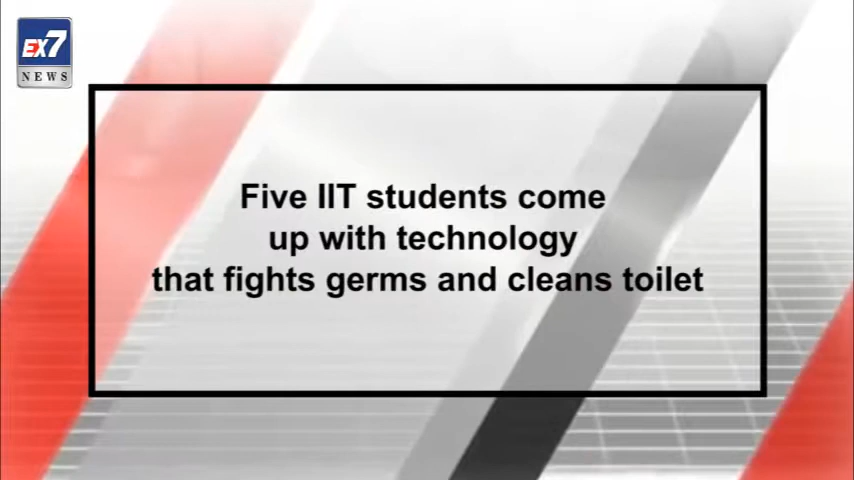 EX7
NEWS
Five IIT students come
up with technology
that fights germs and cleans toilet